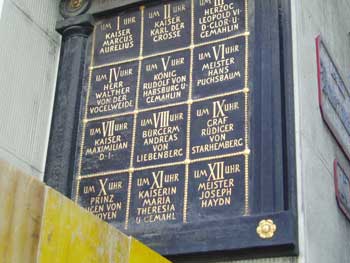 UM I UHR
KAISER
MARCUS
AURELIUS
UM II UHR
KAISER
KARL DER
GROSSE
UM III UHR
HERZOG
LEOPOLD VI
D·GLOR·U·
GEMAHLIN
UM IV UHR
HERR
WALTHER
VON DER
VOGELWEIDE
UM V UHR
KÖNIG
RUDOLF VON
HABSBURG U·
GEMAHLIN
UM VI UHR
MEISTER
HANS
PUCHSBAUM
UM VII UHR
KAISER
MAXIMILIAN
D·I·
UM VIII UHR
BÜRGERM·
ANDREAS
VON
LIEBENBERG
UM IX UHR
GRAF
RÜDIGER
VON
STARHEMBERG
UM X UHR
PRINZ
EUGEN VON
UM XI UHR
KAISERIN
MARIA
THERESIA
U·GEMAHL
UM XII UHR
MEISTER
JOSEPH
HAYDN